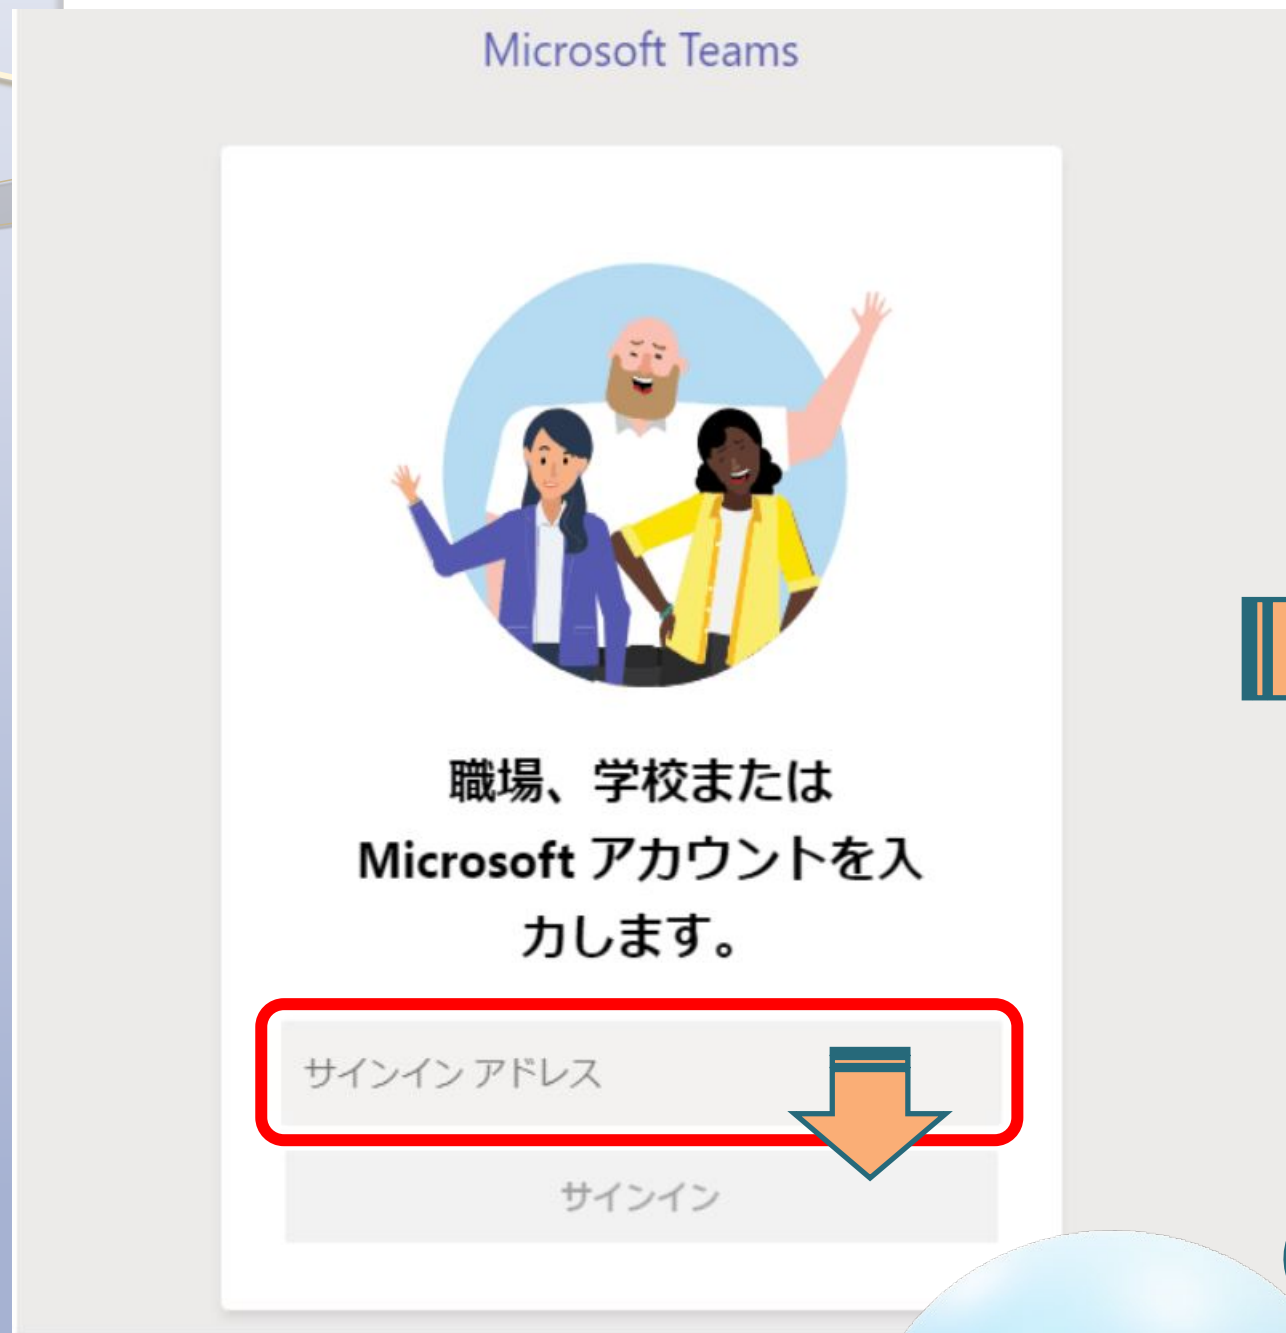 Microsoft Teams
職場、学校または
Microsoft アカウントを入
力します。
サインイン アドレス
サインイン